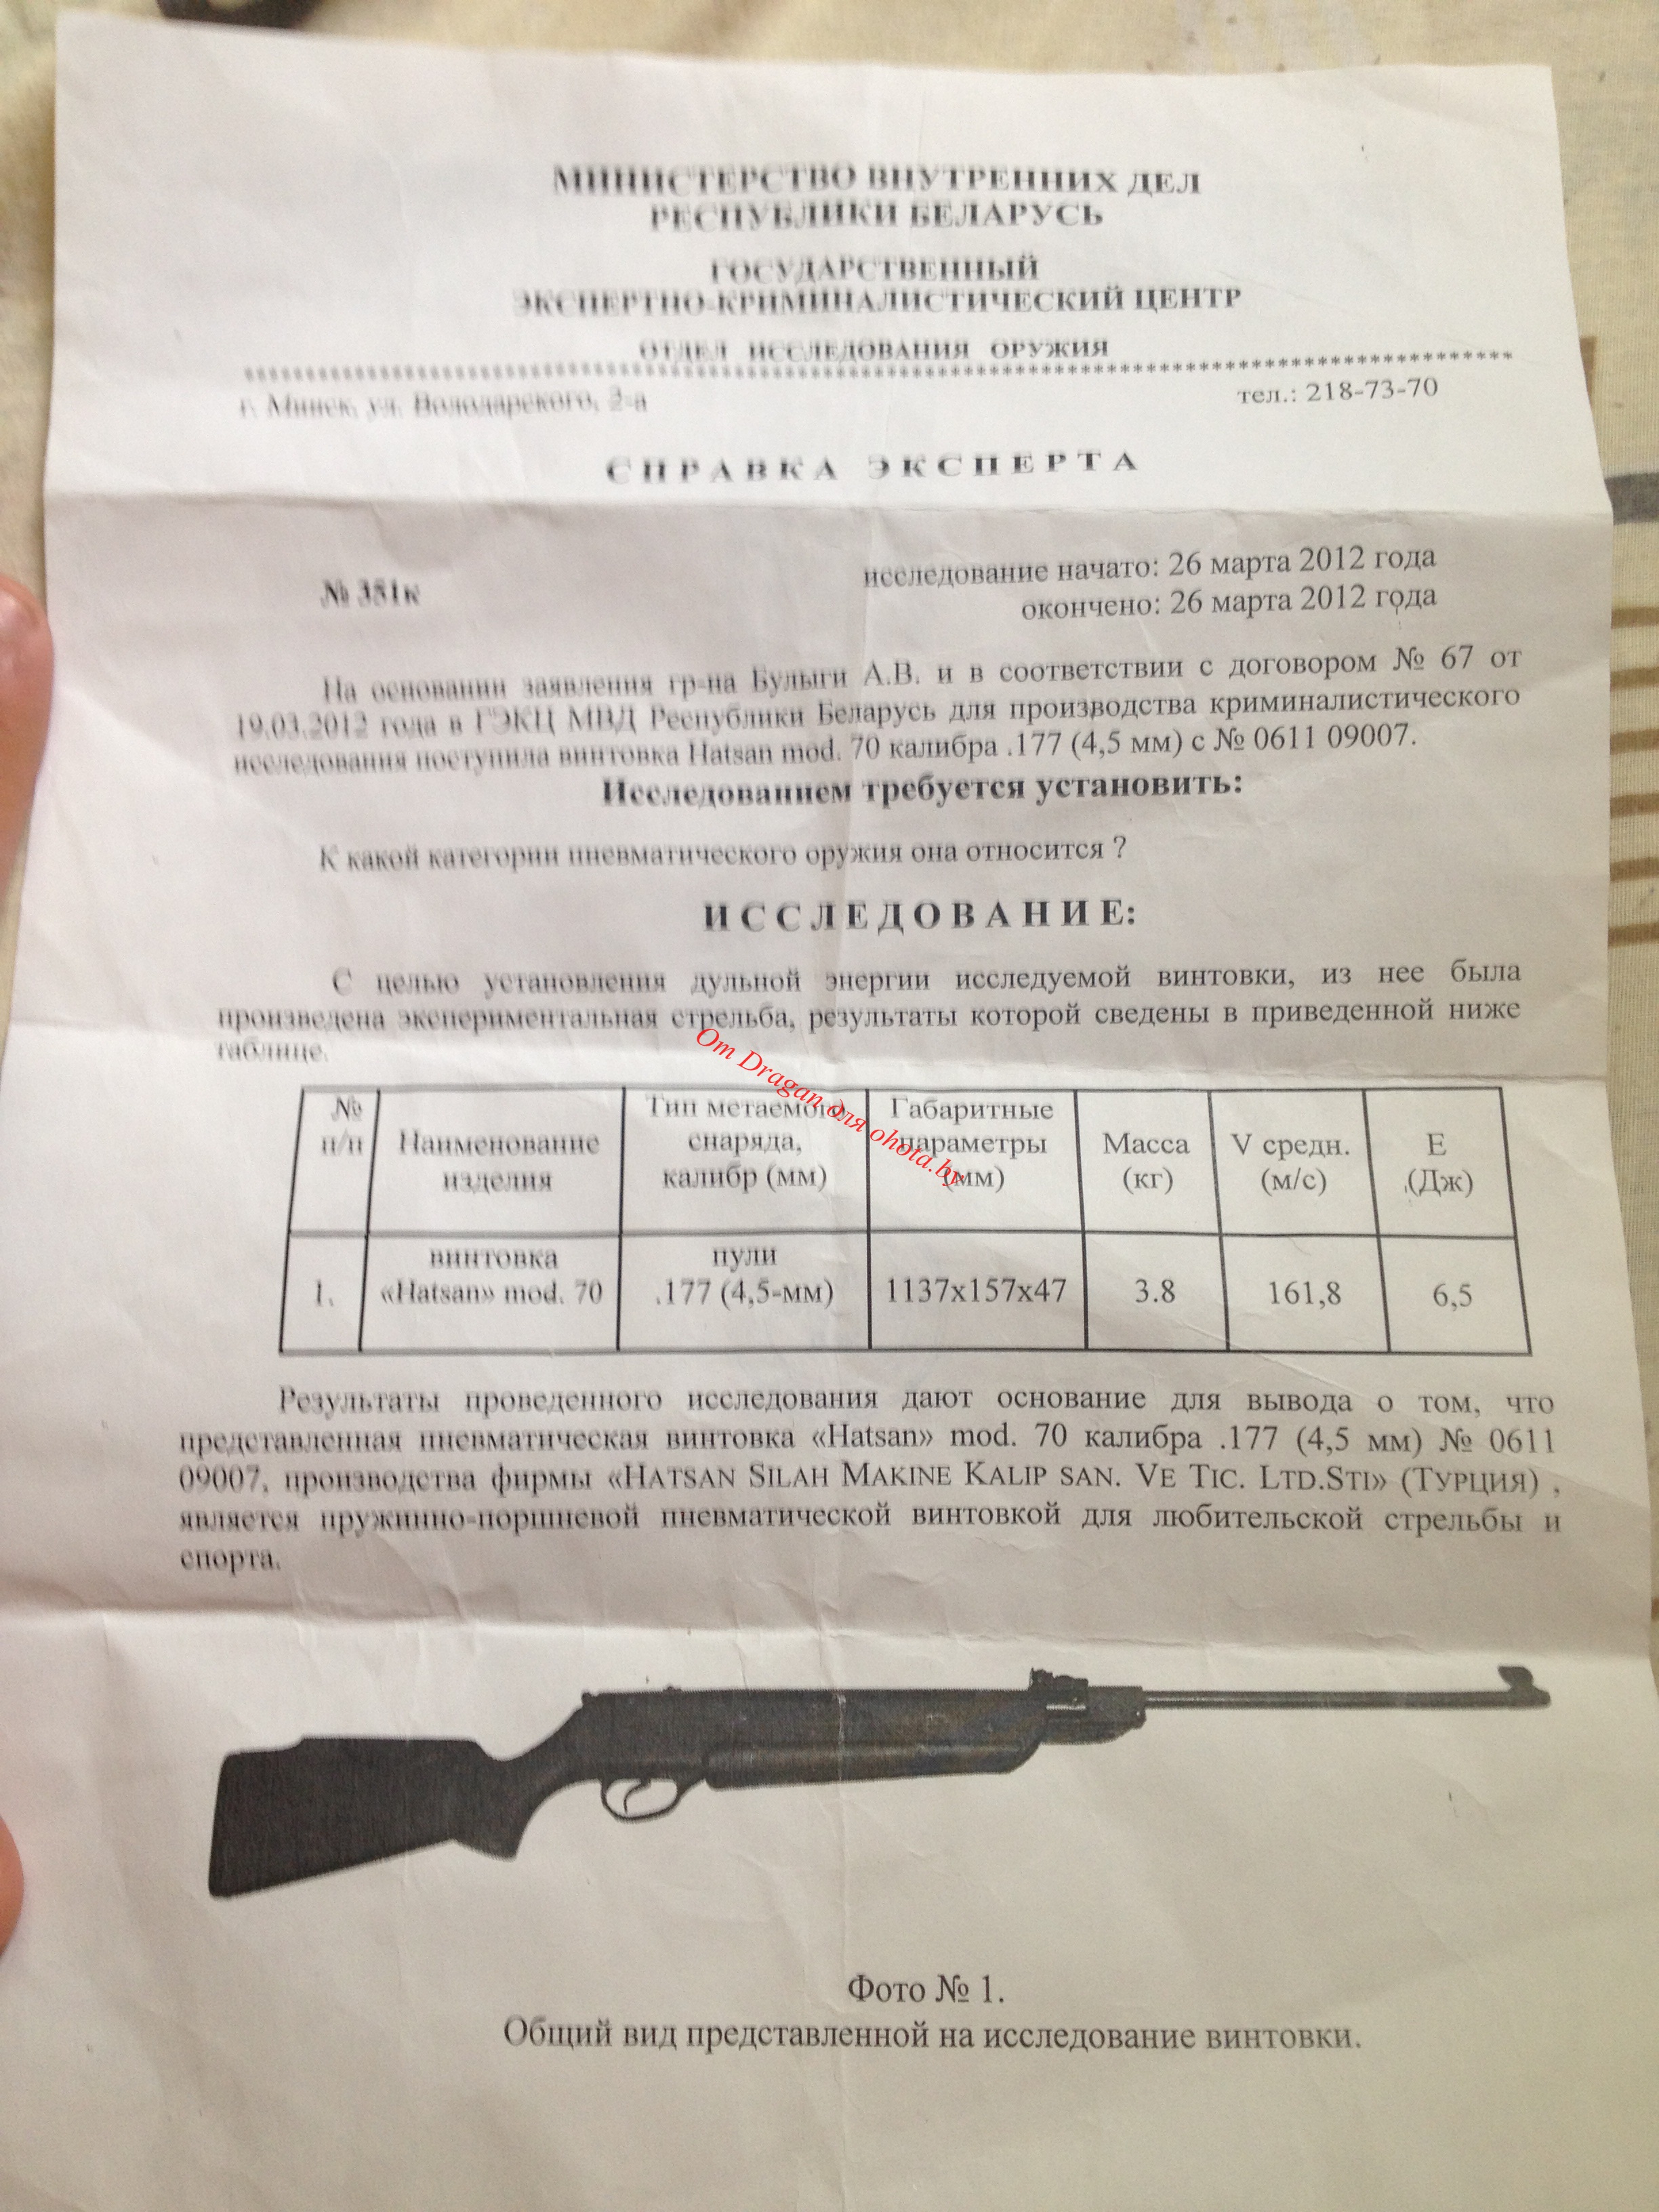 МИНИСТЕРСТВО ВНУТРЕННИХ ДЕЛ
РЕСПУБЛИКИ БЕЛАРУСЬ
ГОСУДАРСТВЕННЫЙ
ЭКСПЕРТНО-КРИМИНАЛИСТИЧЕСКИЙ ЦЕНТР
ОТДЕЛ ИССЛЕДОВАНИЯ ОРУЖИЯ
г. Минск, ул. Володарского, 2-а тел.: 218-73-70
СПРАВКА ЭКСПЕРТА
исследование начато: 26 марта 2012 года
№ 351к окончено: 26 марта 2012 года
На основании заявления гр-на Булыги А.В. и в соответствии с договором № 67 от
19.03.2012 года в ГЭКЦ МВД Республики Беларусь для производства криминалистического
исследования поступила винтовка Hatsan mod. 70 калибра .177 (4,5 мм) с № 0611 09007.
Исследованием требуется установить:
К какой категории пневматического оружия она относится ?
ИССЛЕДОВАНИЕ:
С целью установления дульной энергии исследуемой винтовки, из нее была
произведена экспериментальная стрельба, результаты которой сведены в приведенной ниже
таблице.
От Dragan для ohota.by
№ п/п
Наименование изделия
Тип метаемого снаряда, калибр (мм)
Габаритные параметры (мм)
Масса (кг)
V средн. (м/с)
E (Дж)
1.
винтовка «Hatsan» mod. 70
пули .177 (4,5-мм)
1137x157x47
3.8
161,8
6,5
Результаты проведенного исследования дают основание для вывода о том, что
представленная пневматическая винтовка «Hatsan» mod. 70 калибра .177 (4,5 мм) № 0611
09007, производства фирмы «HATSAN SILAH MAKINE KALIP SAN. VE TIC. LTD.STI» (ТУРЦИЯ) ,
является пружинно-поршневой пневматической винтовкой для любительской стрельбы и
спорта.
Фото № 1.
Общий вид представленной на исследование винтовки.